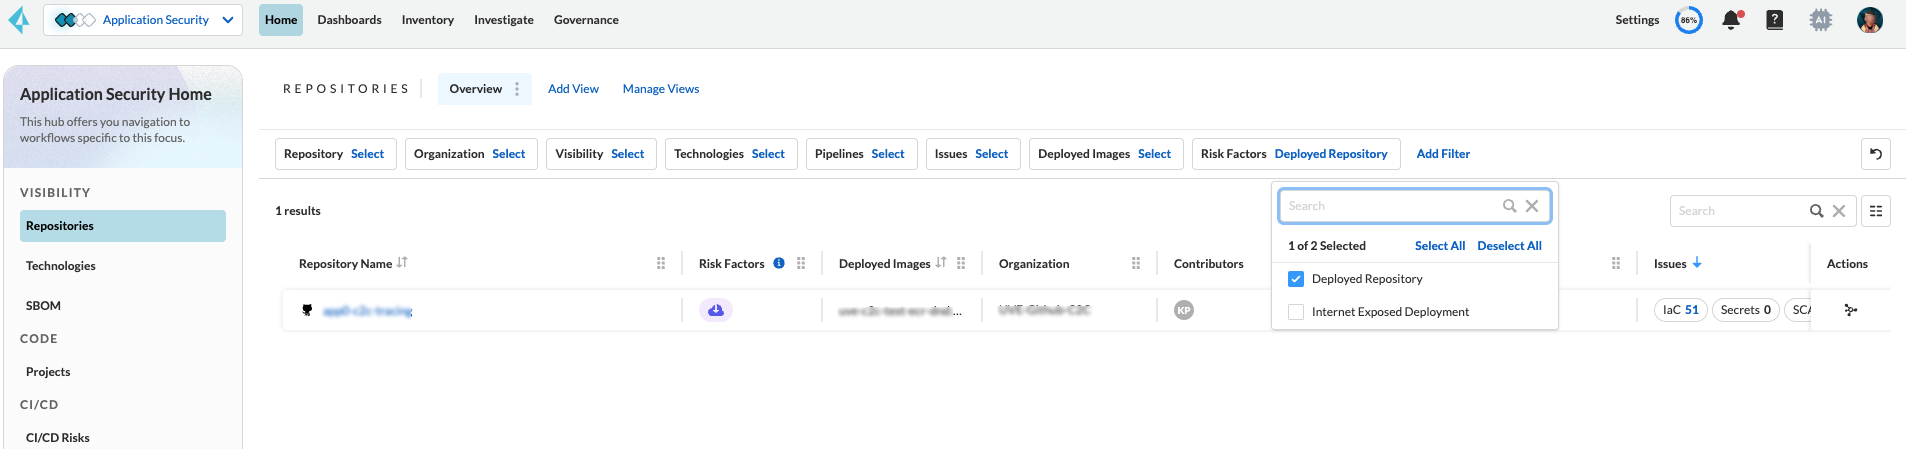 Application Security
Home Dashboards Inventory Investigate Governance
Settings 86% ? AI
Application Security Home
This hub offers you navigation to
workflows specific to this focus.
VISIBILITY
Repositories
Technologies
SBOM
CODE
Projects
CI/CD
CI/CD Risks
REPOSITORIES Overview Add View Manage Views
Repository Select Organization Select Visibility Select Technologies Select Pipelines Select Issues Select Deployed Images Select Risk Factors Deployed Repository Add Filter
1 results
Search
Search
1 of 2 Selected Select All Deselect All
Deployed Repository
Internet Exposed Deployment
Repository Name Risk Factors Deployed Images Organization Contributors Issues Actions
KP IaC 51 Secrets 0 SCA